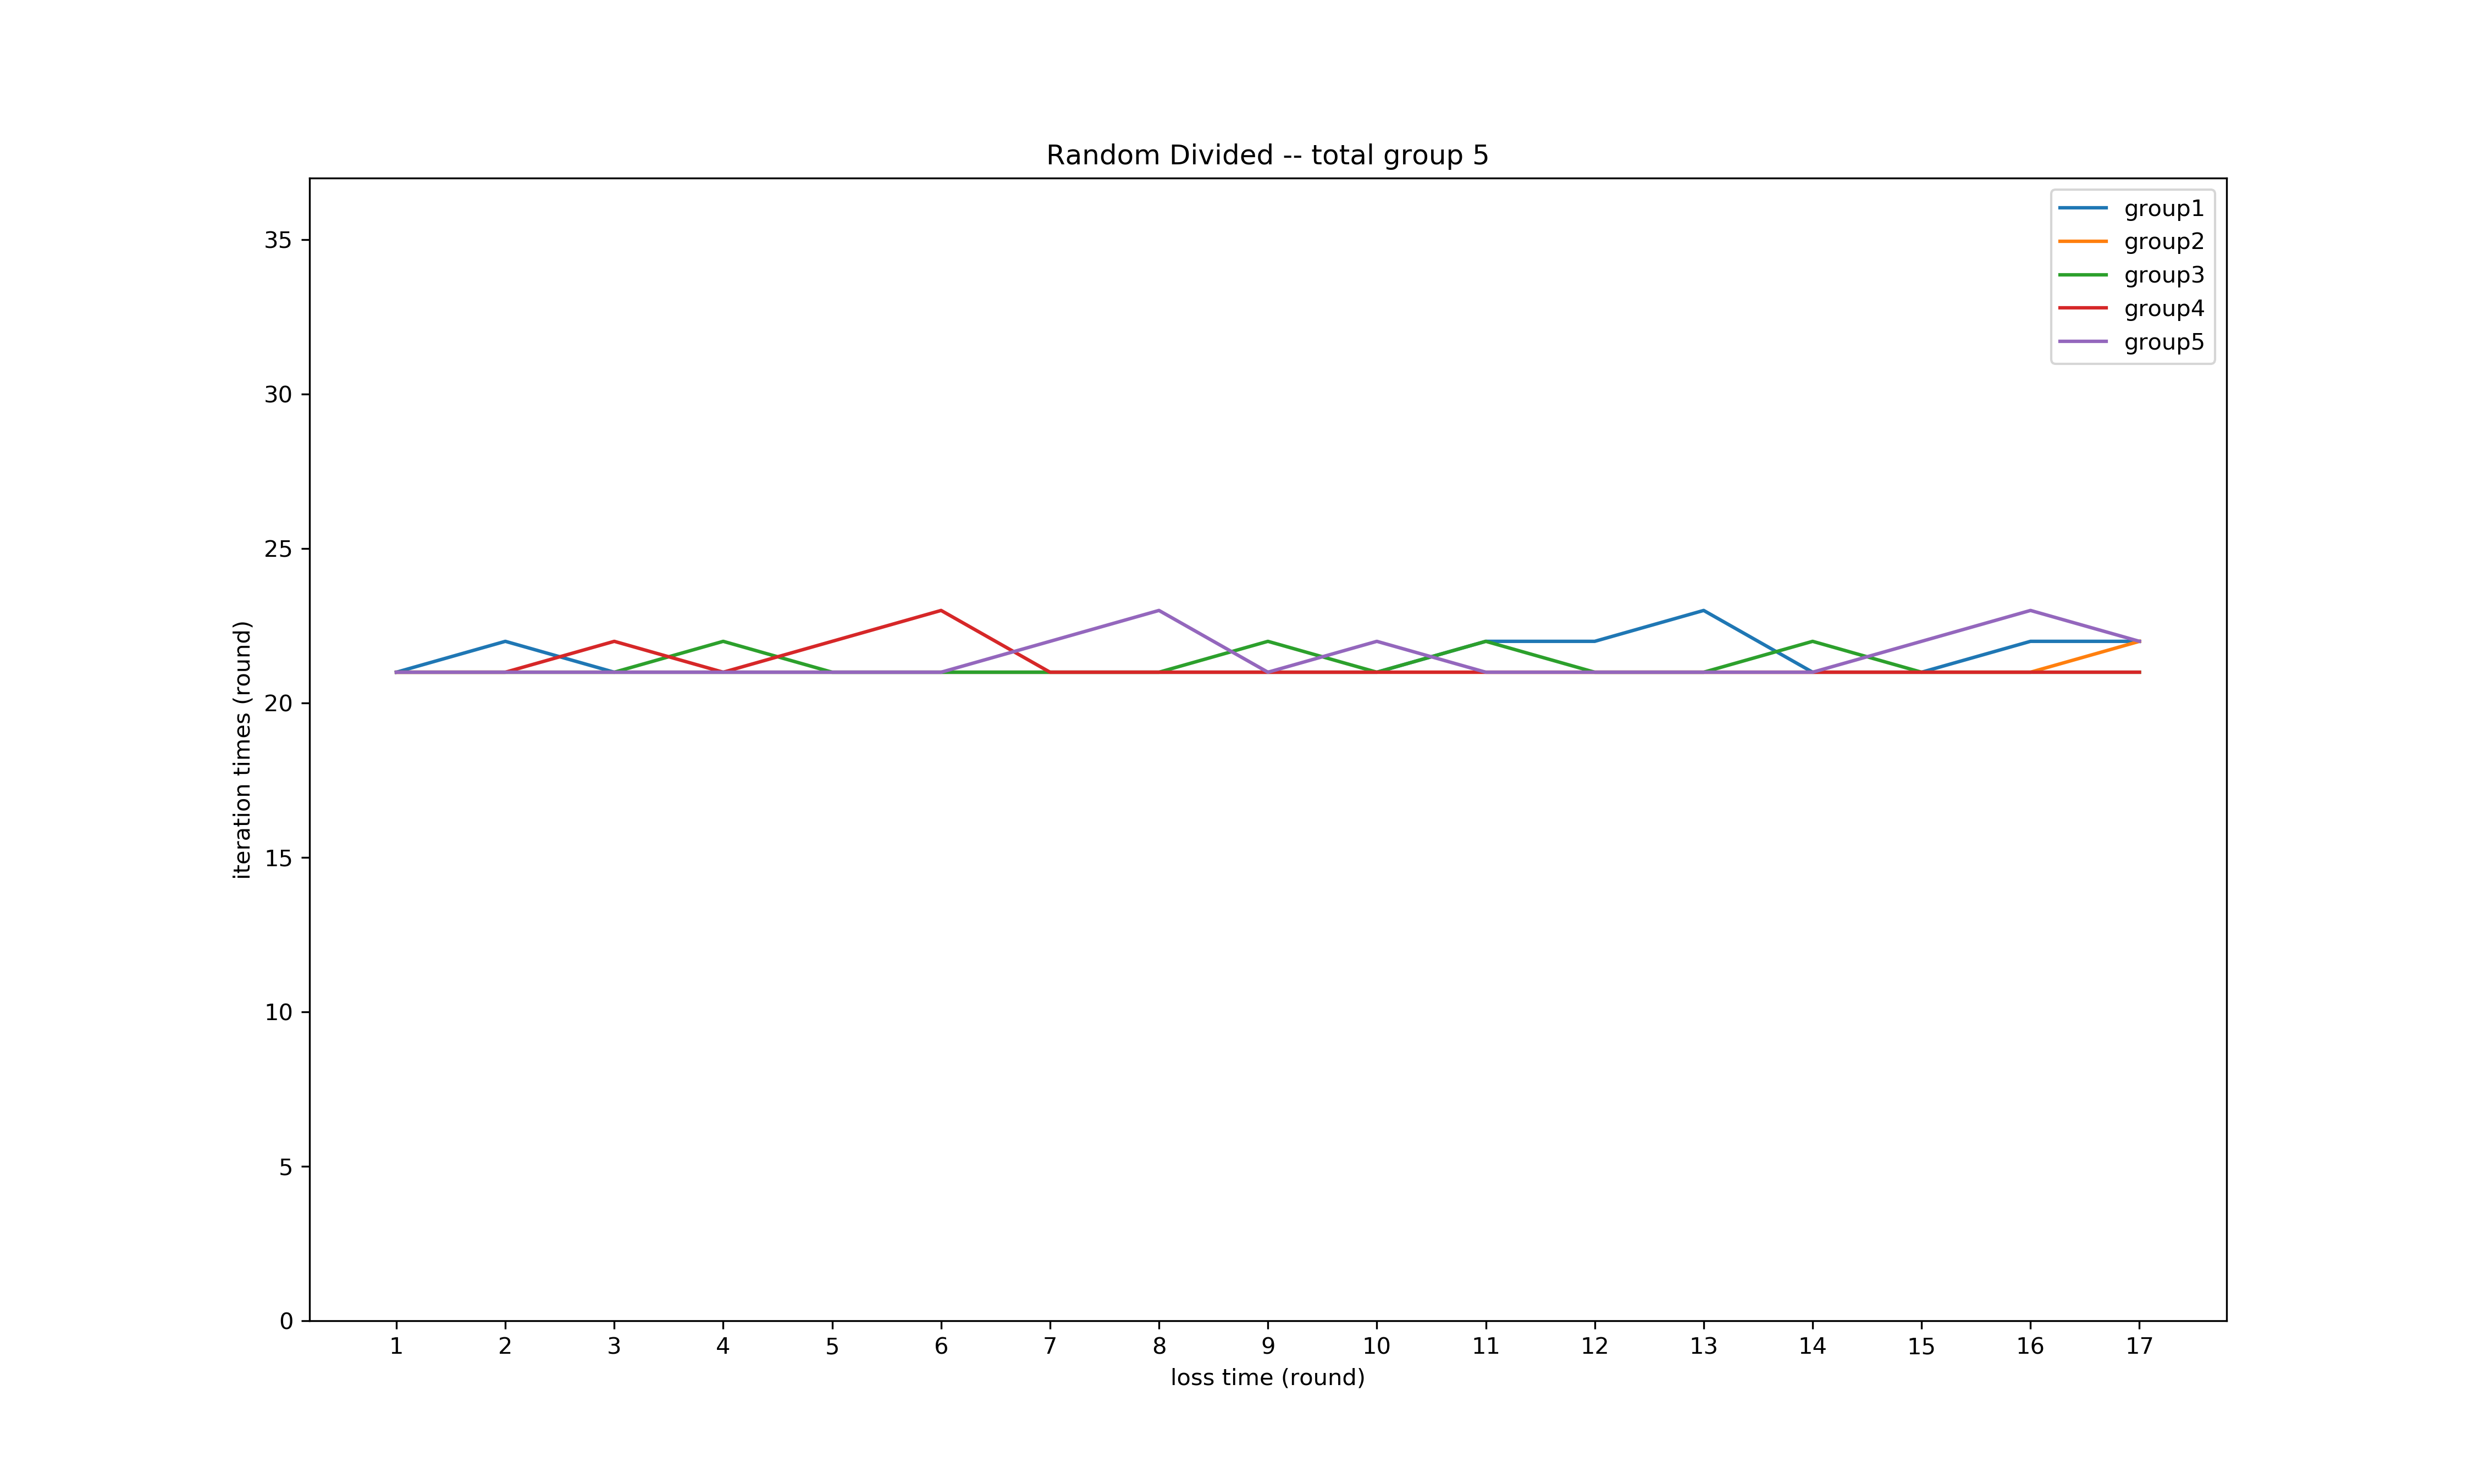 Random Divided -- total group 5
group1
group2
group3
group4
group5
35
30
25
20
15
10
5
0
iteration times (round)
1 2 3 4 5 6 7 8 9 10 11 12 13 14 15 16 17
loss time (round)